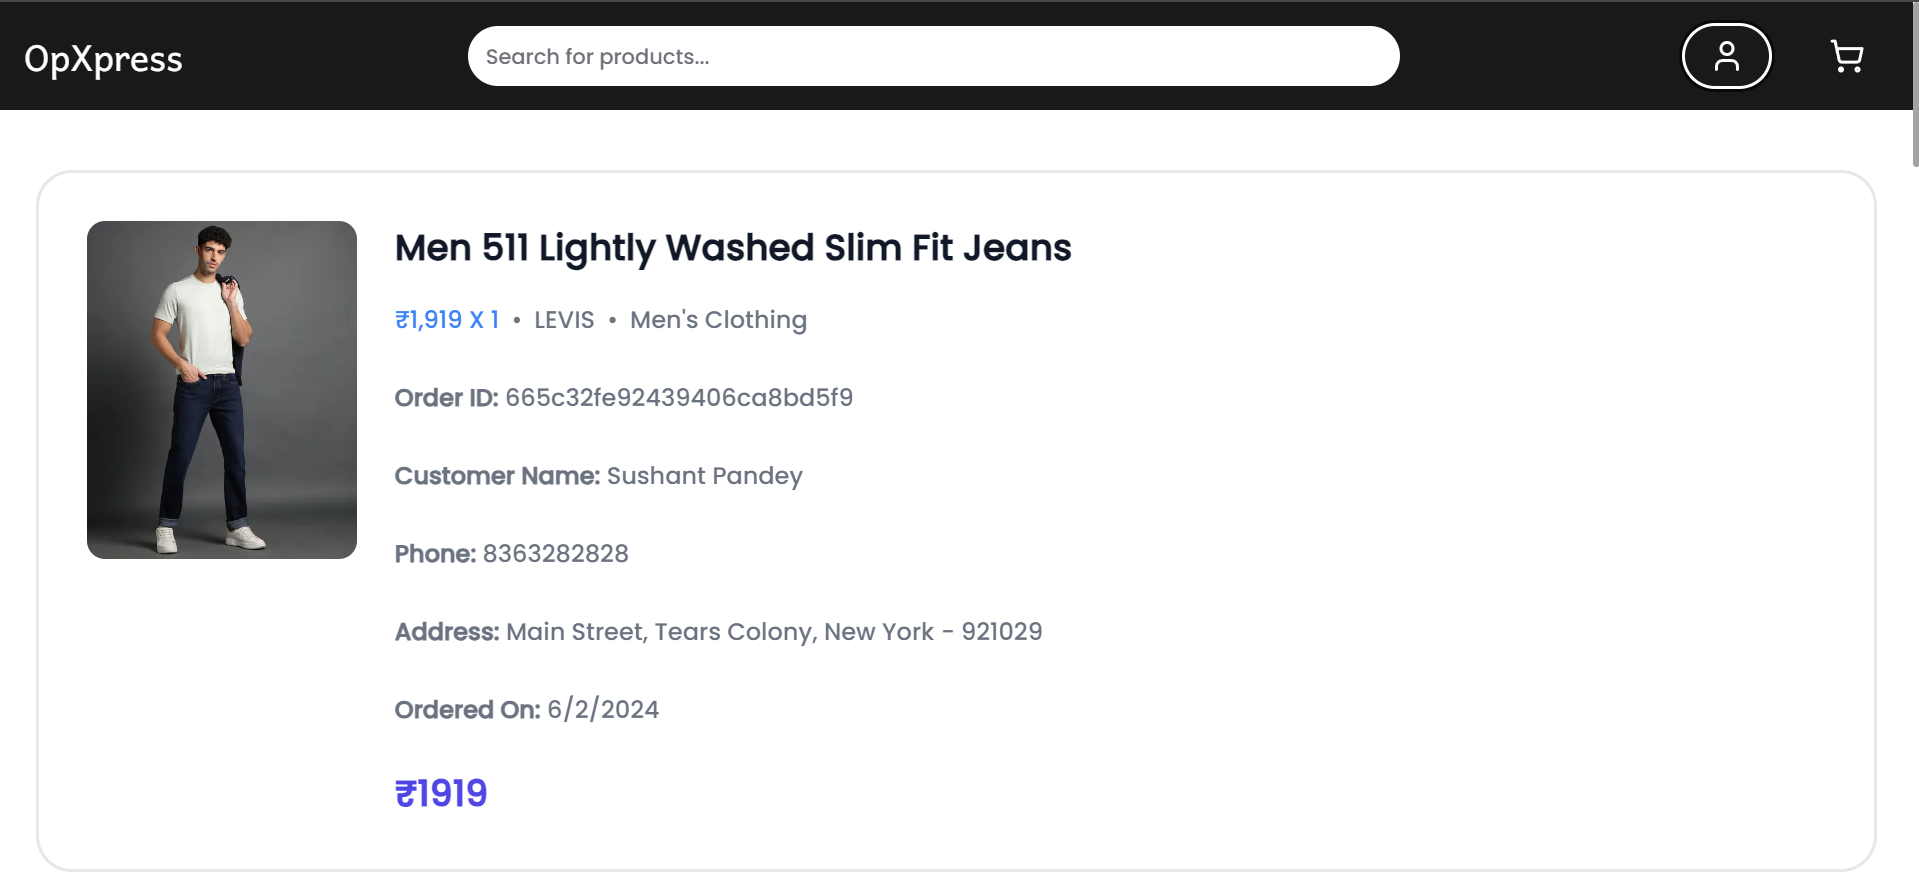 OpXpress
Search for products...
Men 511 Lightly Washed Slim Fit Jeans
₹1,919 X 1 • LEVIS • Men's Clothing
Order ID: 665c32fe92439406ca8bd5f9
Customer Name: Sushant Pandey
Phone: 8363282828
Address: Main Street, Tears Colony, New York - 921029
Ordered On: 6/2/2024
₹1919